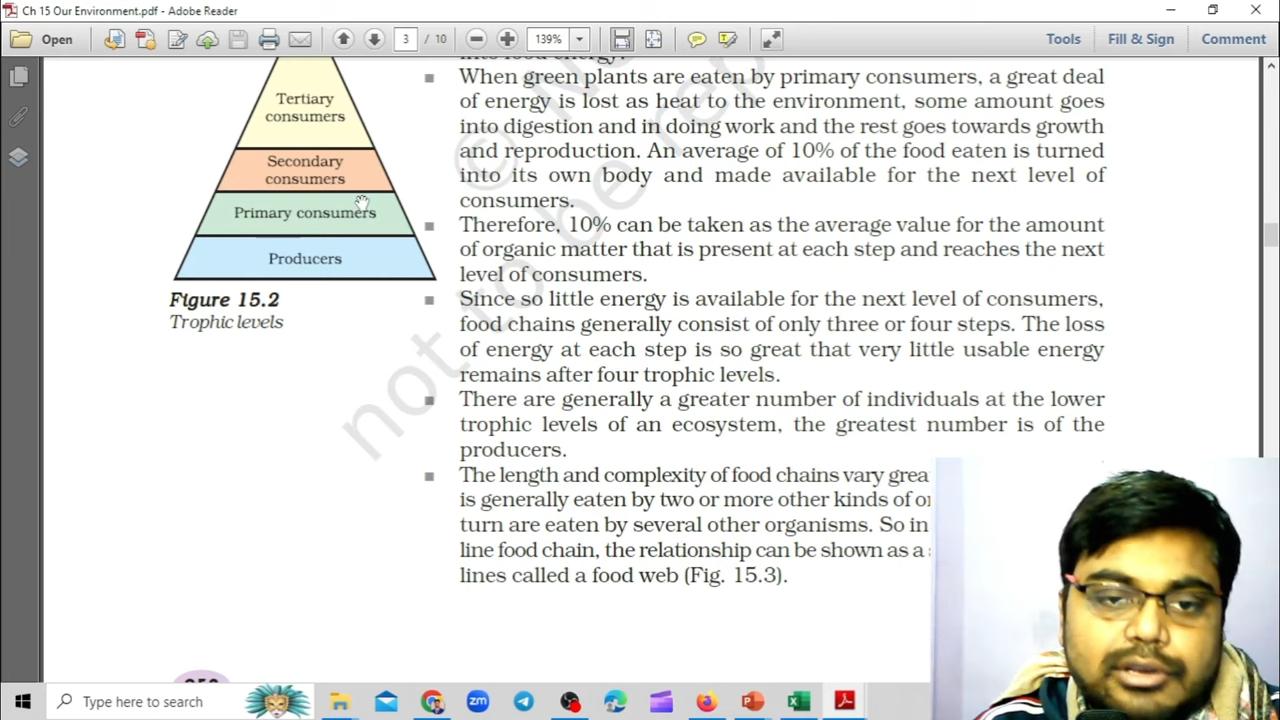 Ch 15 Our Environment.pdf - Adobe Reader
Open
3 / 10
139%
Tools
Fill & Sign
Comment
into food energy.
When green plants are eaten by primary consumers, a great deal
of energy is lost as heat to the environment, some amount goes
into digestion and in doing work and the rest goes towards growth
and reproduction. An average of 10% of the food eaten is turned
into its own body and made available for the next level of
consumers.
Therefore, 10% can be taken as the average value for the amount
of organic matter that is present at each step and reaches the next
level of consumers.
Since so little energy is available for the next level of consumers,
food chains generally consist of only three or four steps. The loss
of energy at each step is so great that very little usable energy
remains after four trophic levels.
There are generally a greater number of individuals at the lower
trophic levels of an ecosystem, the greatest number is of the
producers.
The length and complexity of food chains vary grea
is generally eaten by two or more other kinds of or
turn are eaten by several other organisms. So in
line food chain, the relationship can be shown as a
lines called a food web (Fig. 15.3).
Tertiary
consumers
Secondary
consumers
Primary consumers
Producers
Figure 15.2
Trophic levels
© N
not to be rep
Type here to search
zm